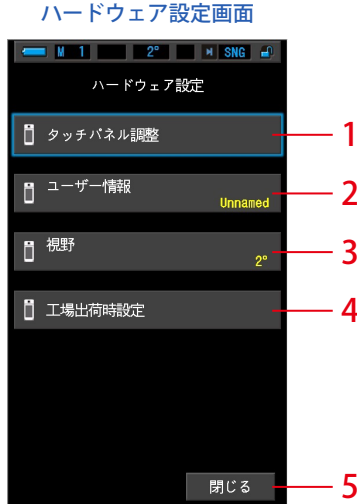 ハードウェア設定画面
M 1 2° SNG
ハードウェア設定
タッチパネル調整 1
ユーザー情報 2
Unnamed
視野 3
2°
工場出荷時設定 4
閉じる 5